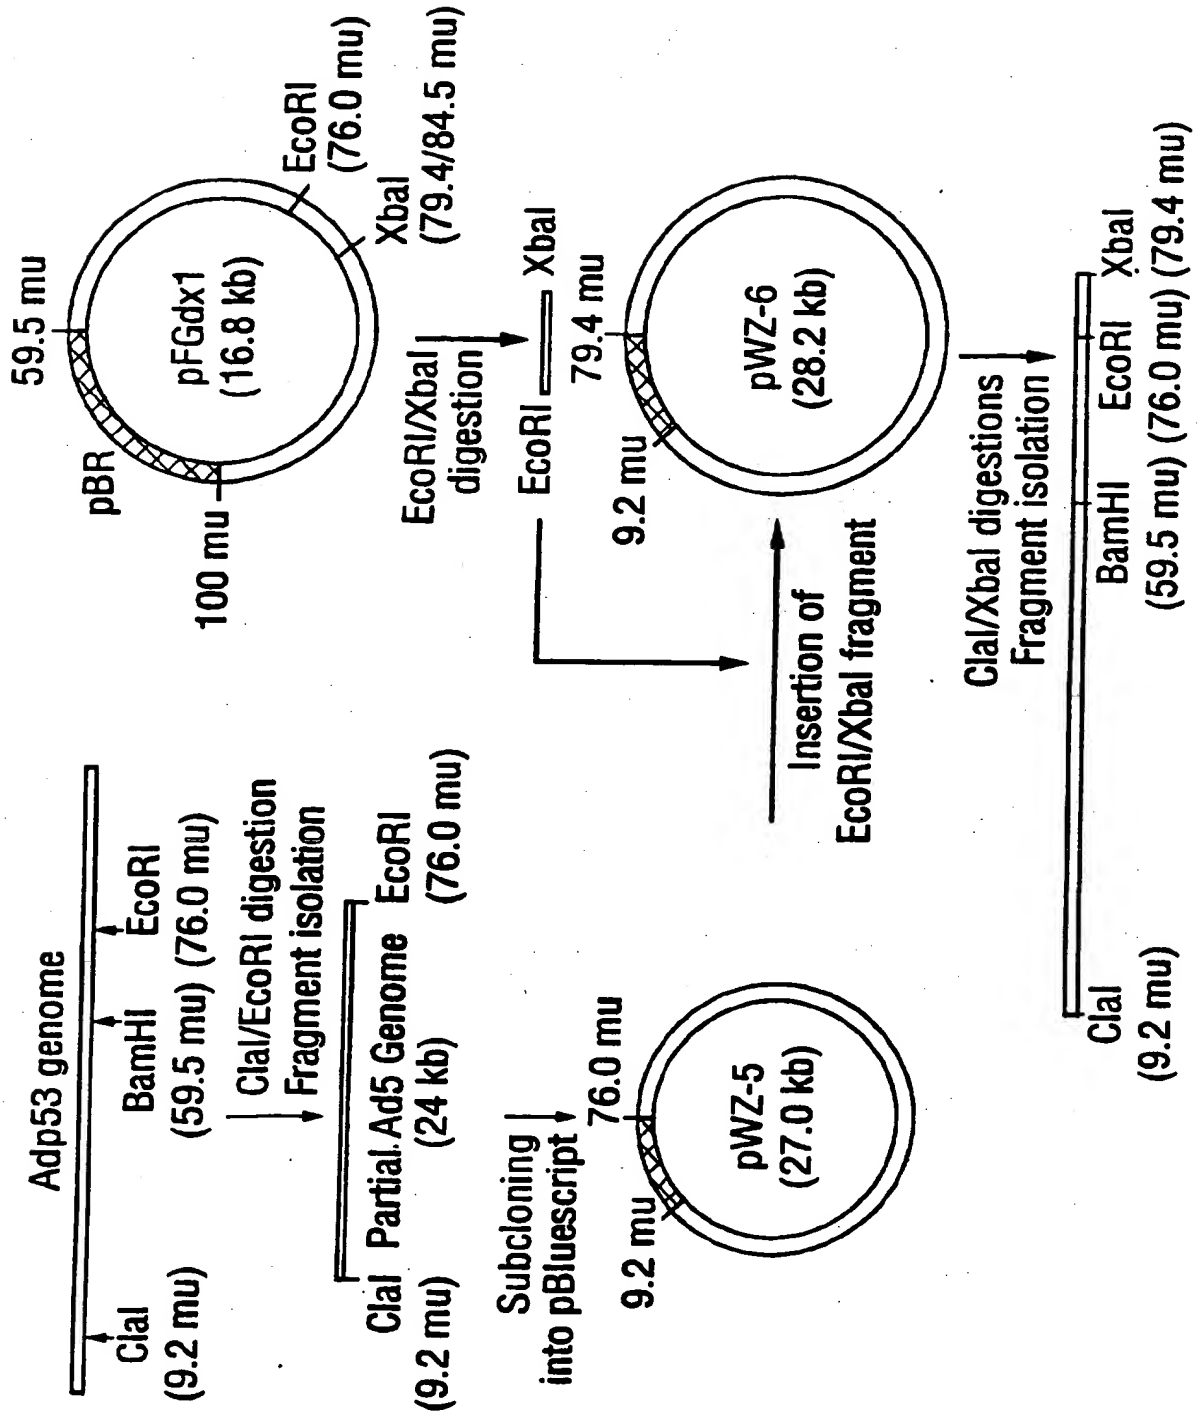 Adp53 genome
ClaI
(9.2 mu)
BamHI
(59.5 mu)
EcoRI
(76.0 mu)
ClaI/EcoRI digestion
Fragment isolation
ClaI
(9.2 mu)
Partial Ad5 Genome
(24 kb)
EcoRI
(76.0 mu)
Subcloning
into pBluescript
76.0 mu
9.2 mu
pWZ-5
(27.0 kb)
59.5 mu
pBR
pFGdx1
(16.8 kb)
100 mu
EcoRI
(76.0 mu)
XbaI
(79.4/84.5 mu)
EcoRI/XbaI
digestion
EcoRI
XbaI
Insertion of
EcoRI/XbaI fragment
79.4 mu
9.2 mu
pWZ-6
(28.2 kb)
ClaI/XbaI digestions
Fragment isolation
ClaI
(9.2 mu)
BamHI
(59.5 mu)
EcoRI
(76.0 mu)
XbaI
(79.4 mu)